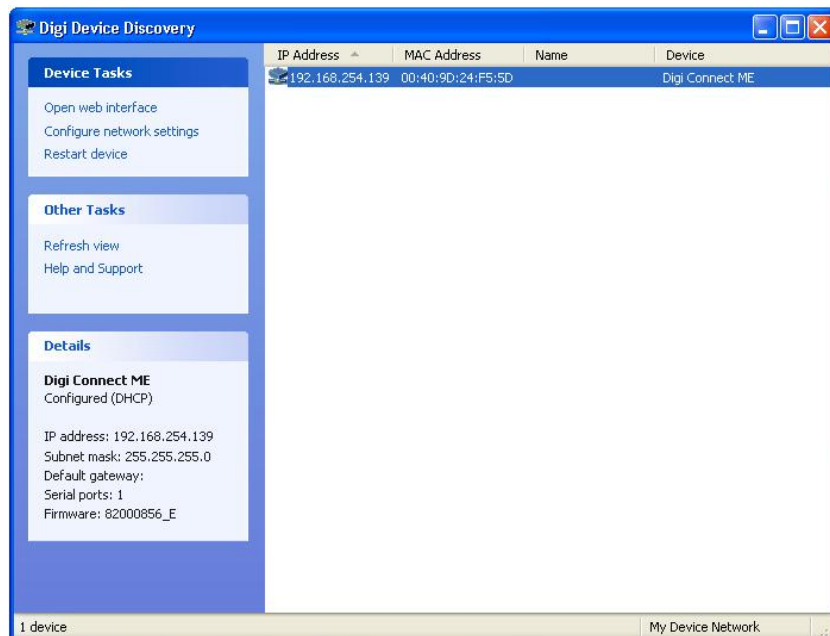 Digi Device Discovery
Device Tasks
Open web interface
Configure network settings
Restart device
Other Tasks
Refresh view
Help and Support
Details
Digi Connect ME
Configured (DHCP)
IP address: 192.168.254.139
Subnet mask: 255.255.255.0
Default gateway:
Serial ports: 1
Firmware: 82000856_E
IP Address MAC Address Name Device
192.168.254.139 00:40:9D:24:F5:5D Digi Connect ME
1 device My Device Network